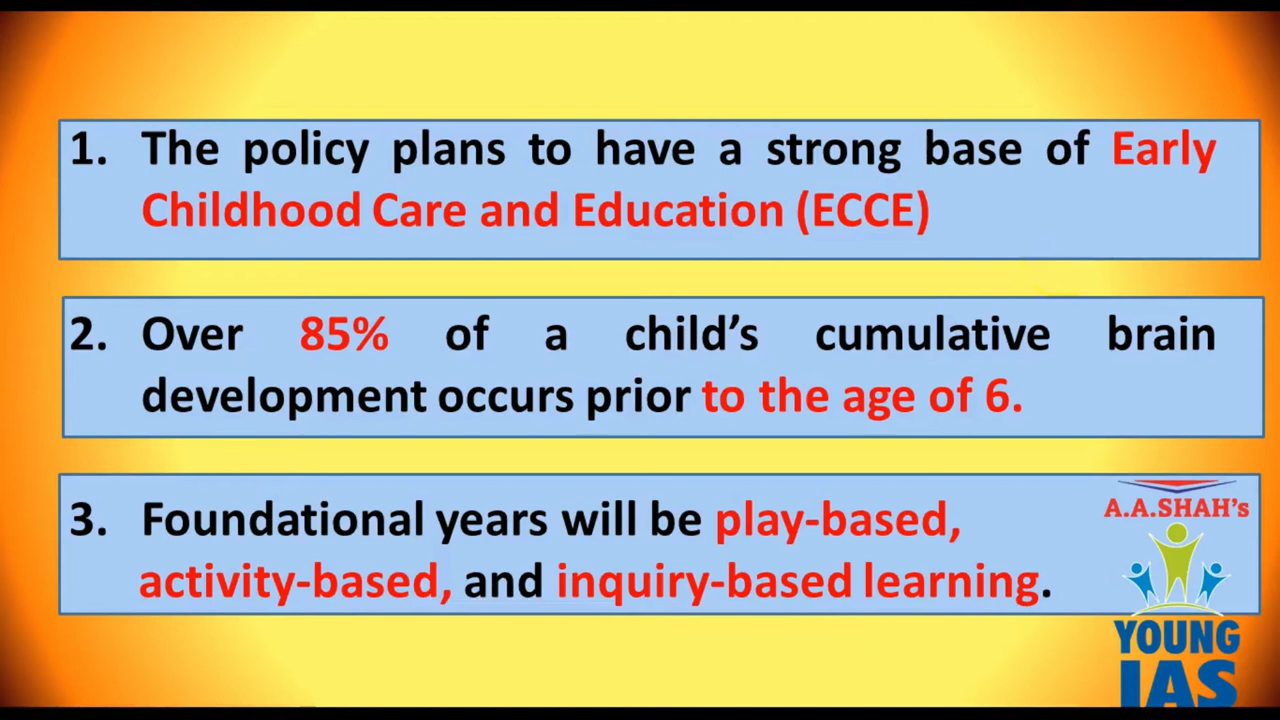 1. The policy plans to have a strong base of Early
Childhood Care and Education (ECCE)
2. Over 85% of a child's cumulative brain
development occurs prior to the age of 6.
3. Foundational years will be play-based,
activity-based, and inquiry-based learning.
A.A.SHAH's
YOUNG
IAS